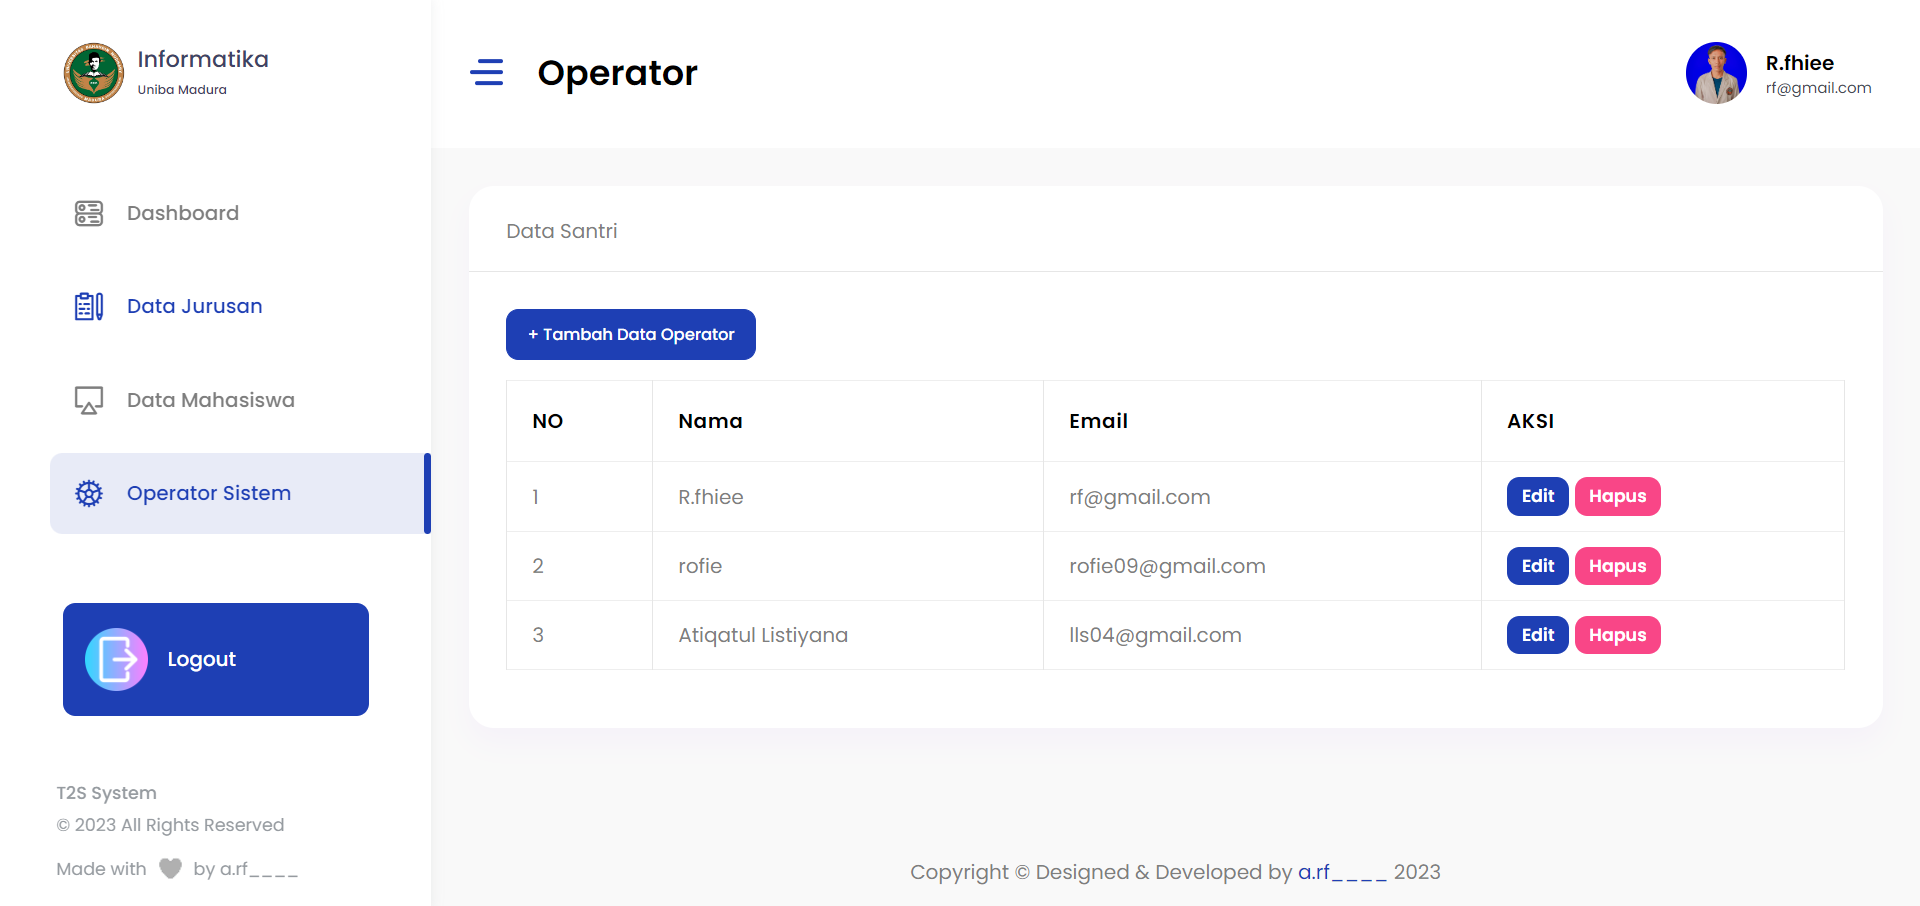 Informatika
Uniba Madura
Operator
R.fhiee
rf@gmail.com
Dashboard
Data Jurusan
Data Mahasiswa
Operator Sistem
Logout
T2S System
© 2023 All Rights Reserved
Made with by a.rf____
Data Santri
+ Tambah Data Operator
NO Nama Email AKSI
1 R.fhiee rf@gmail.com Edit Hapus
2 rofie rofie09@gmail.com Edit Hapus
3 Atiqatul Listiyana lls04@gmail.com Edit Hapus
Copyright © Designed & Developed by a.rf____ 2023